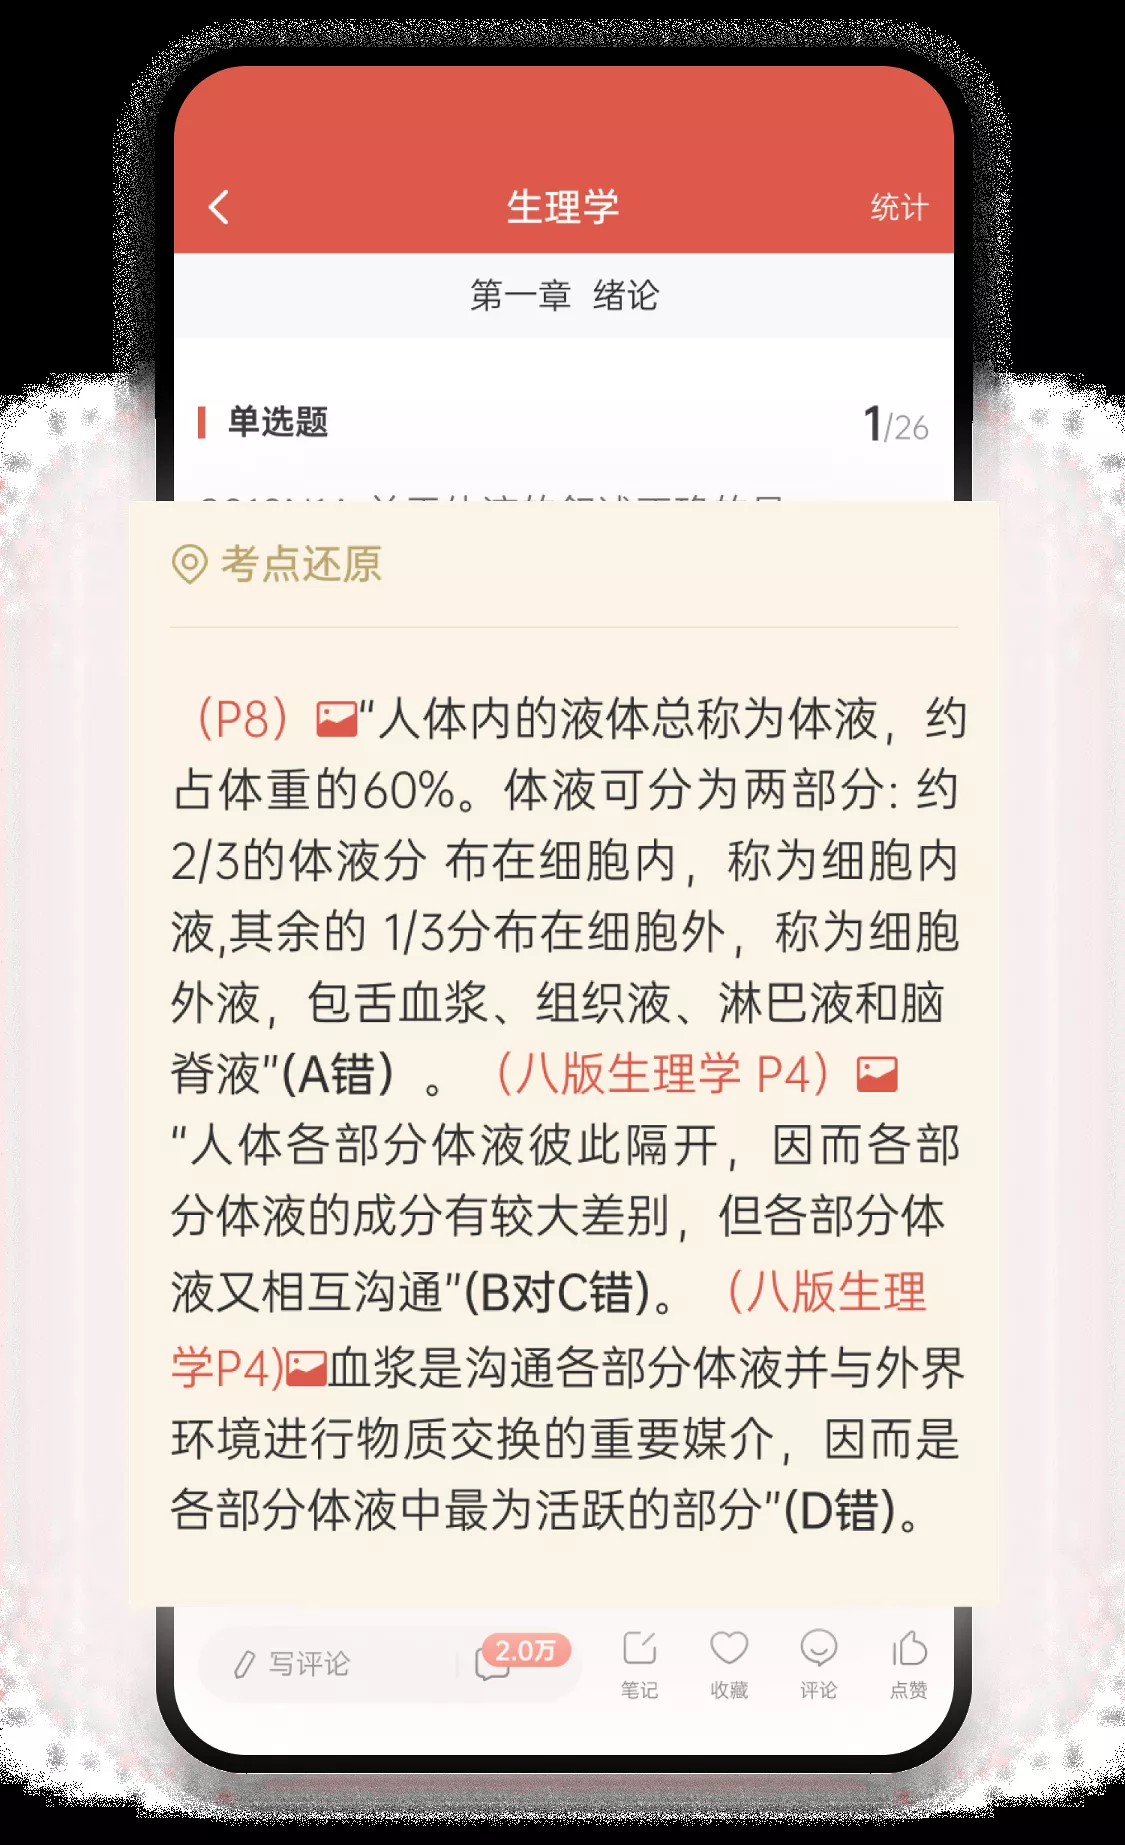 生理学
统计
第一章 绪论
单选题
1/26
考点还原
（P8）“人体内的液体总称为体液，约
占体重的60%。体液可分为两部分: 约
2/3的体液分 布在细胞内，称为细胞内
液,其余的 1/3分布在细胞外，称为细胞
外液，包舌血浆、组织液、淋巴液和脑
脊液”(A错）。（八版生理学 P4）
“人体各部分体液彼此隔开，因而各部
分体液的成分有较大差别，但各部分体
液又相互沟通”(B对C错)。（八版生理
学P4)血浆是沟通各部分体液并与外界
环境进行物质交换的重要媒介，因而是
各部分体液中最为活跃的部分”(D错)。
写评论
2.0万
笔记
收藏
评论
点赞